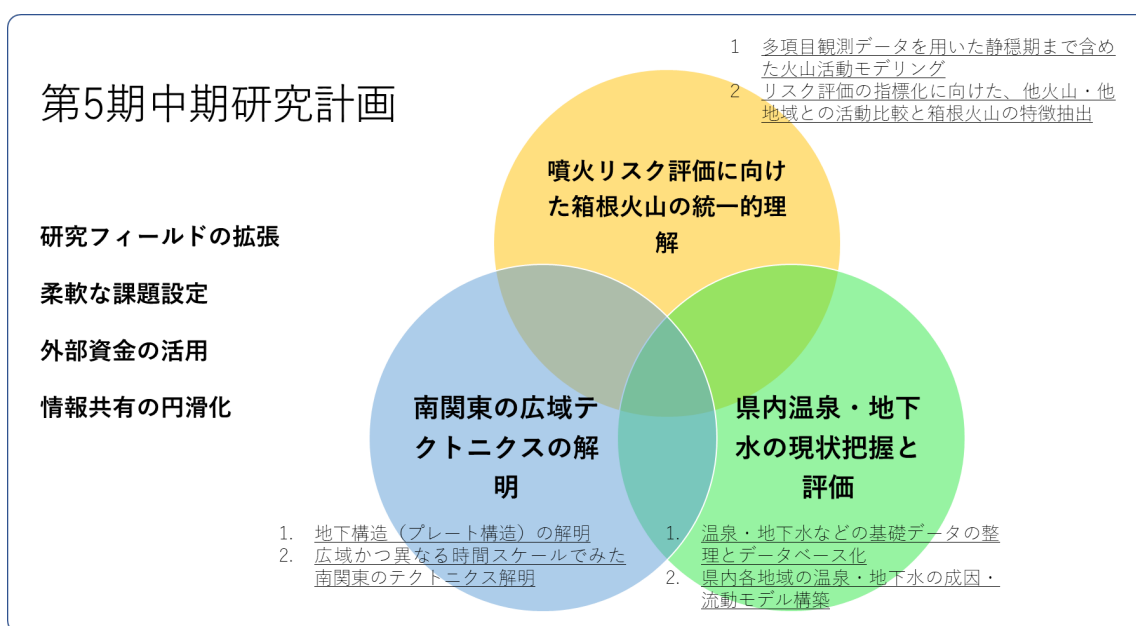 第5期中期研究計画
研究フィールドの拡張
柔軟な課題設定
外部資金の活用
情報共有の円滑化
1 多項目観測データを用いた静穏期まで含め
た火山活動モデリング
2 リスク評価の指標化に向けた、他火山・他
地域との活動比較と箱根火山の特徴抽出
噴火リスク評価に向け
た箱根火山の統一的理
解
南関東の広域テ
クトニクスの解
明
1. 地下構造（プレート構造）の解明
2. 広域かつ異なる時間スケールでみた
南関東のテクトニクス解明
県内温泉・地下
水の現状把握と
評価
1. 温泉・地下水などの基礎データの整
理とデータベース化
2. 県内各地域の温泉・地下水の成因・
流動モデル構築